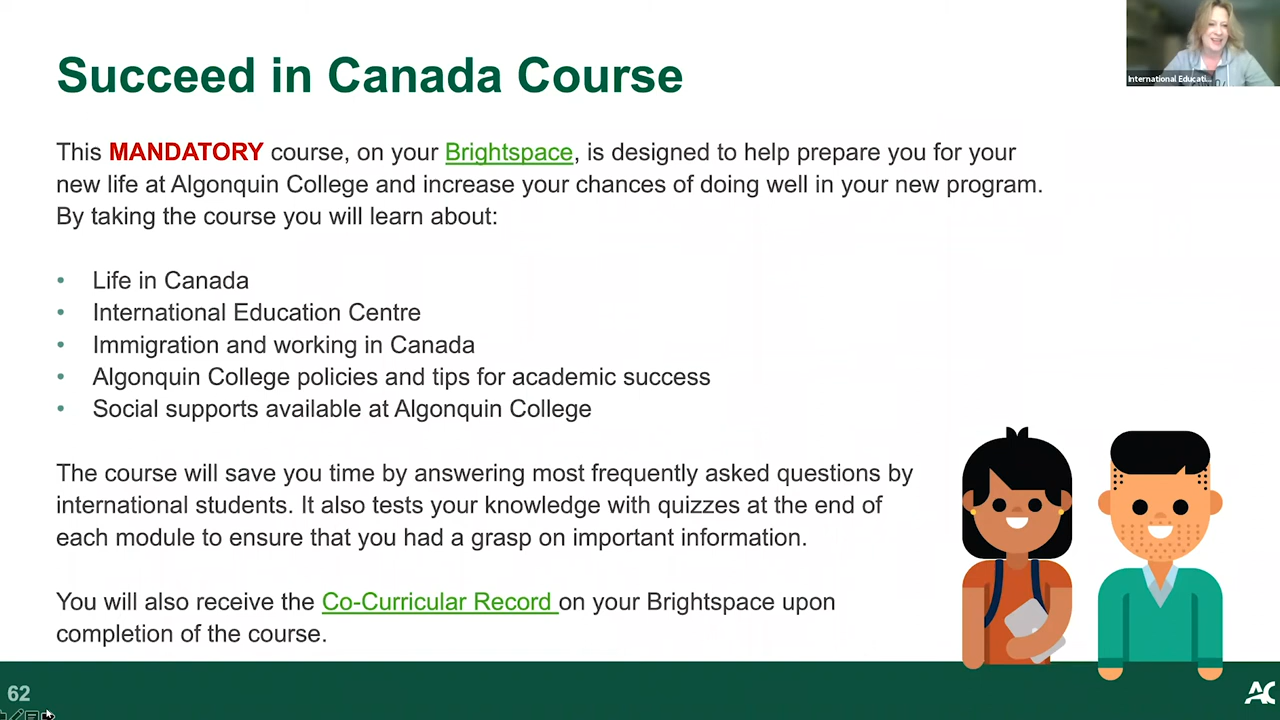 Succeed in Canada Course
International Educati...
This MANDATORY course, on your Brightspace, is designed to help prepare you for your
new life at Algonquin College and increase your chances of doing well in your new program.
By taking the course you will learn about:
• Life in Canada
• International Education Centre
• Immigration and working in Canada
• Algonquin College policies and tips for academic success
• Social supports available at Algonquin College
The course will save you time by answering most frequently asked questions by
international students. It also tests your knowledge with quizzes at the end of
each module to ensure that you had a grasp on important information.
You will also receive the Co-Curricular Record on your Brightspace upon
completion of the course.
62
AC